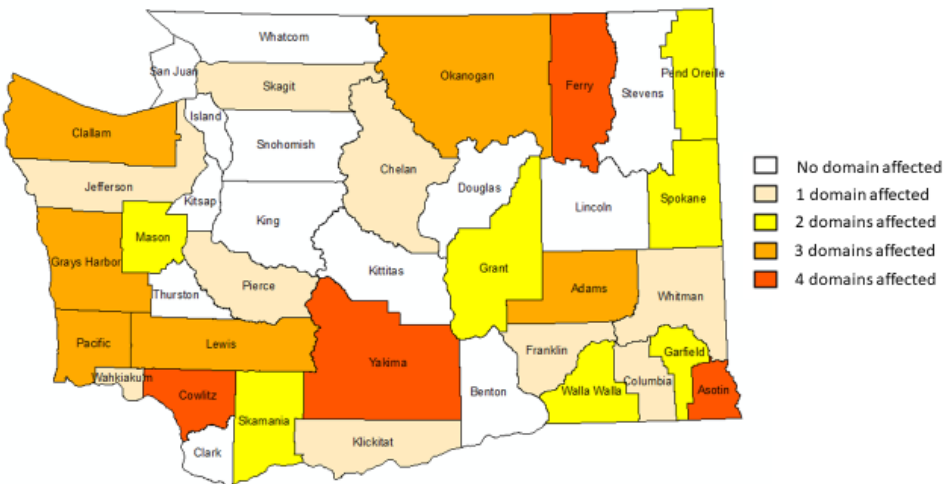 Whatcom
San Juan
Skagit
Okanogan
Ferry
Stevens
Pend Oreille
Island
Clallam
Snohomish
Chelan
Jefferson
Douglas
Kitsap
King
Lincoln
Spokane
Mason
Grays Harbor
Kittitas
Grant
Thurston
Pierce
Adams
Whitman
Pacific
Lewis
Franklin
Garfield
Yakima
Wahkiakum
Cowlitz
Benton
Walla Walla
Columbia
Asotin
Skamania
Klickitat
Clark
No domain affected
1 domain affected
2 domains affected
3 domains affected
4 domains affected